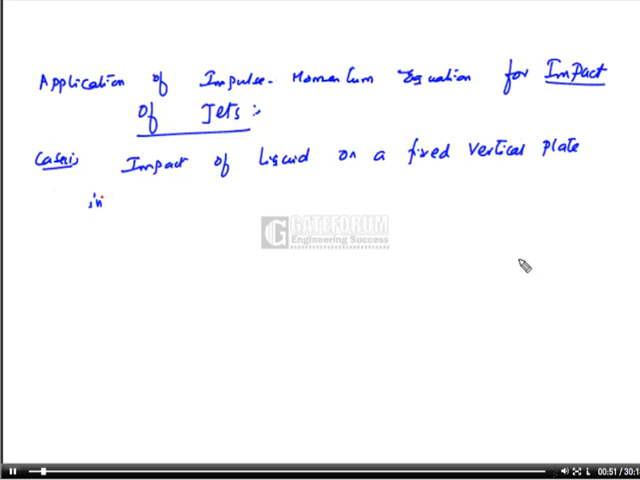 Application of Impulse-Momentum Equation for Impact
of Jets :-
Case(i) Impact of Liquid on a fixed vertical plate
in
GATEFORUM
Engineering Success
00:51 / 30:1